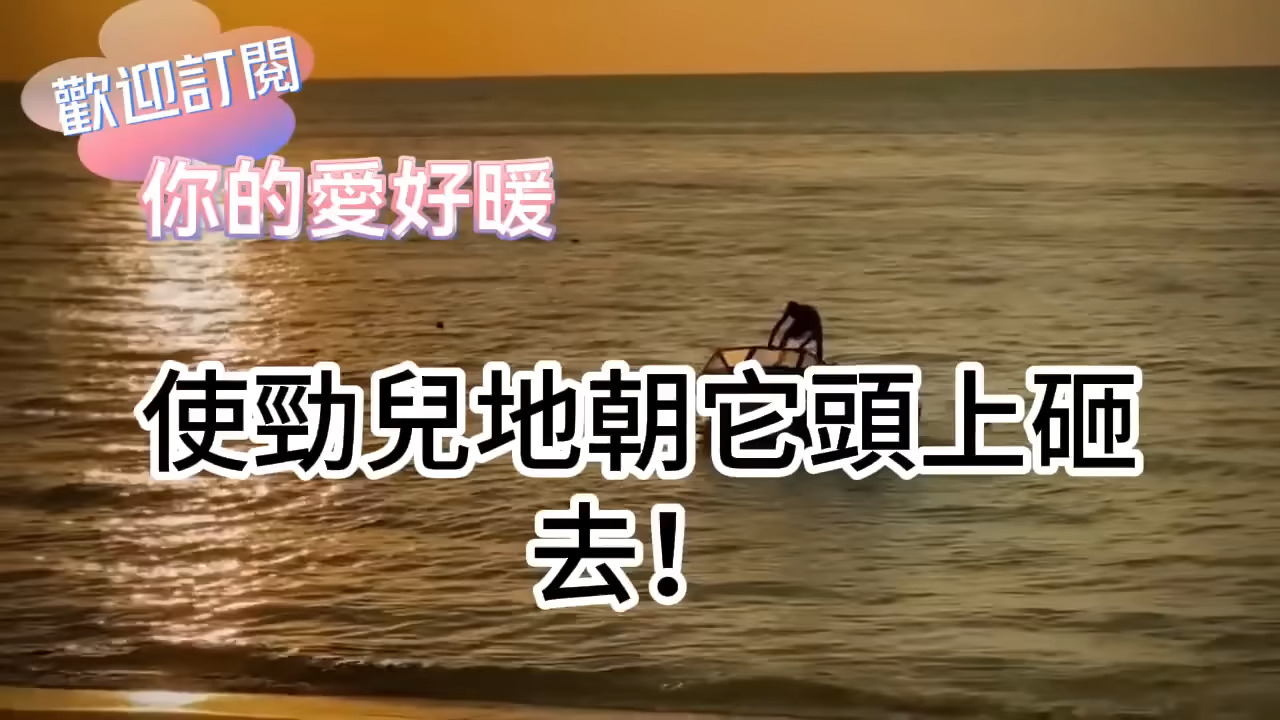 歡迎訂閱
你的愛好暖
使勁兒地朝它頭上砸
去！